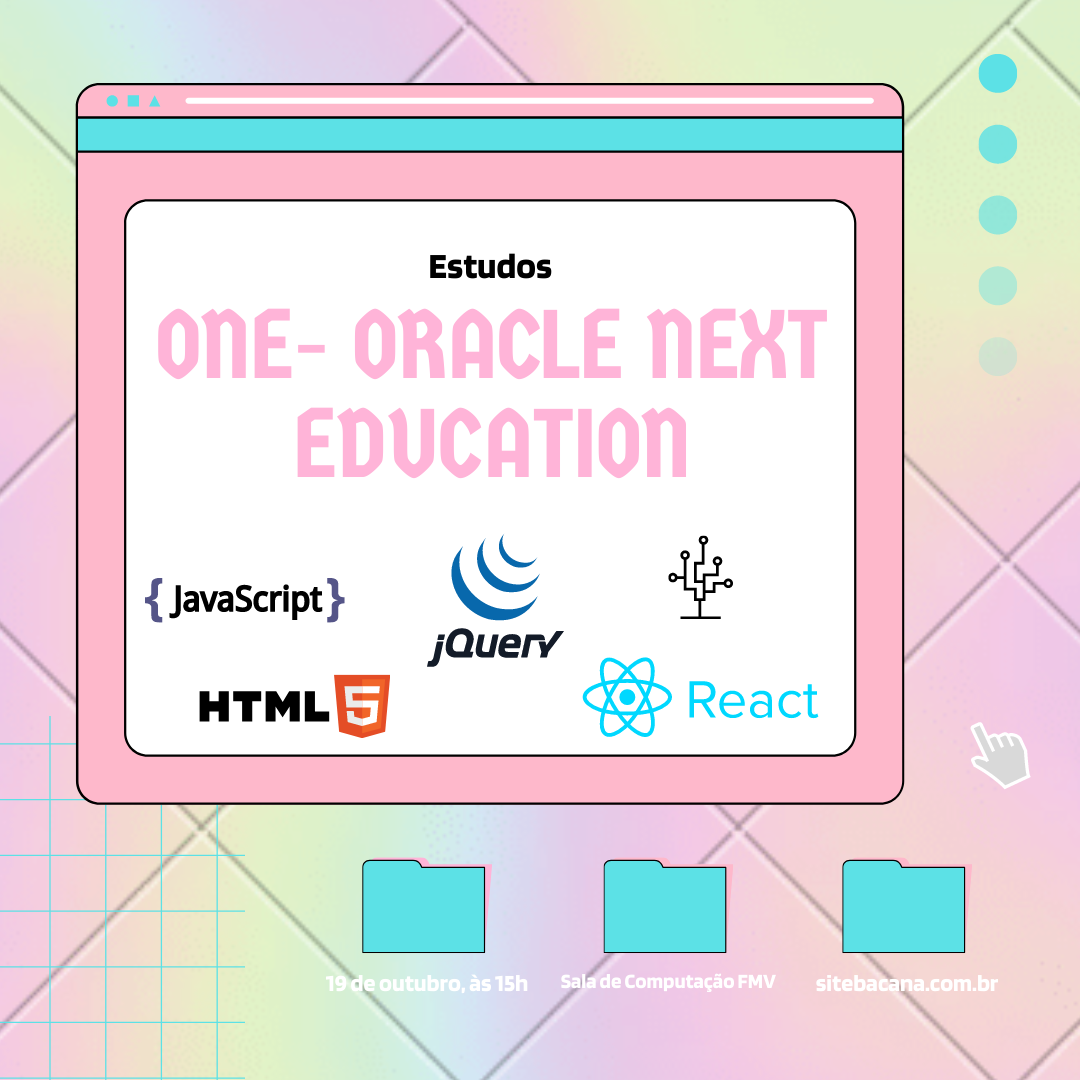 Estudos
ONE- ORACLE NEXT
EDUCATION
{ JavaScript }
jQuery
HTML 5
React
19 de outubro, às 15h
Sala de Computação FMV
sitebacana.com.br